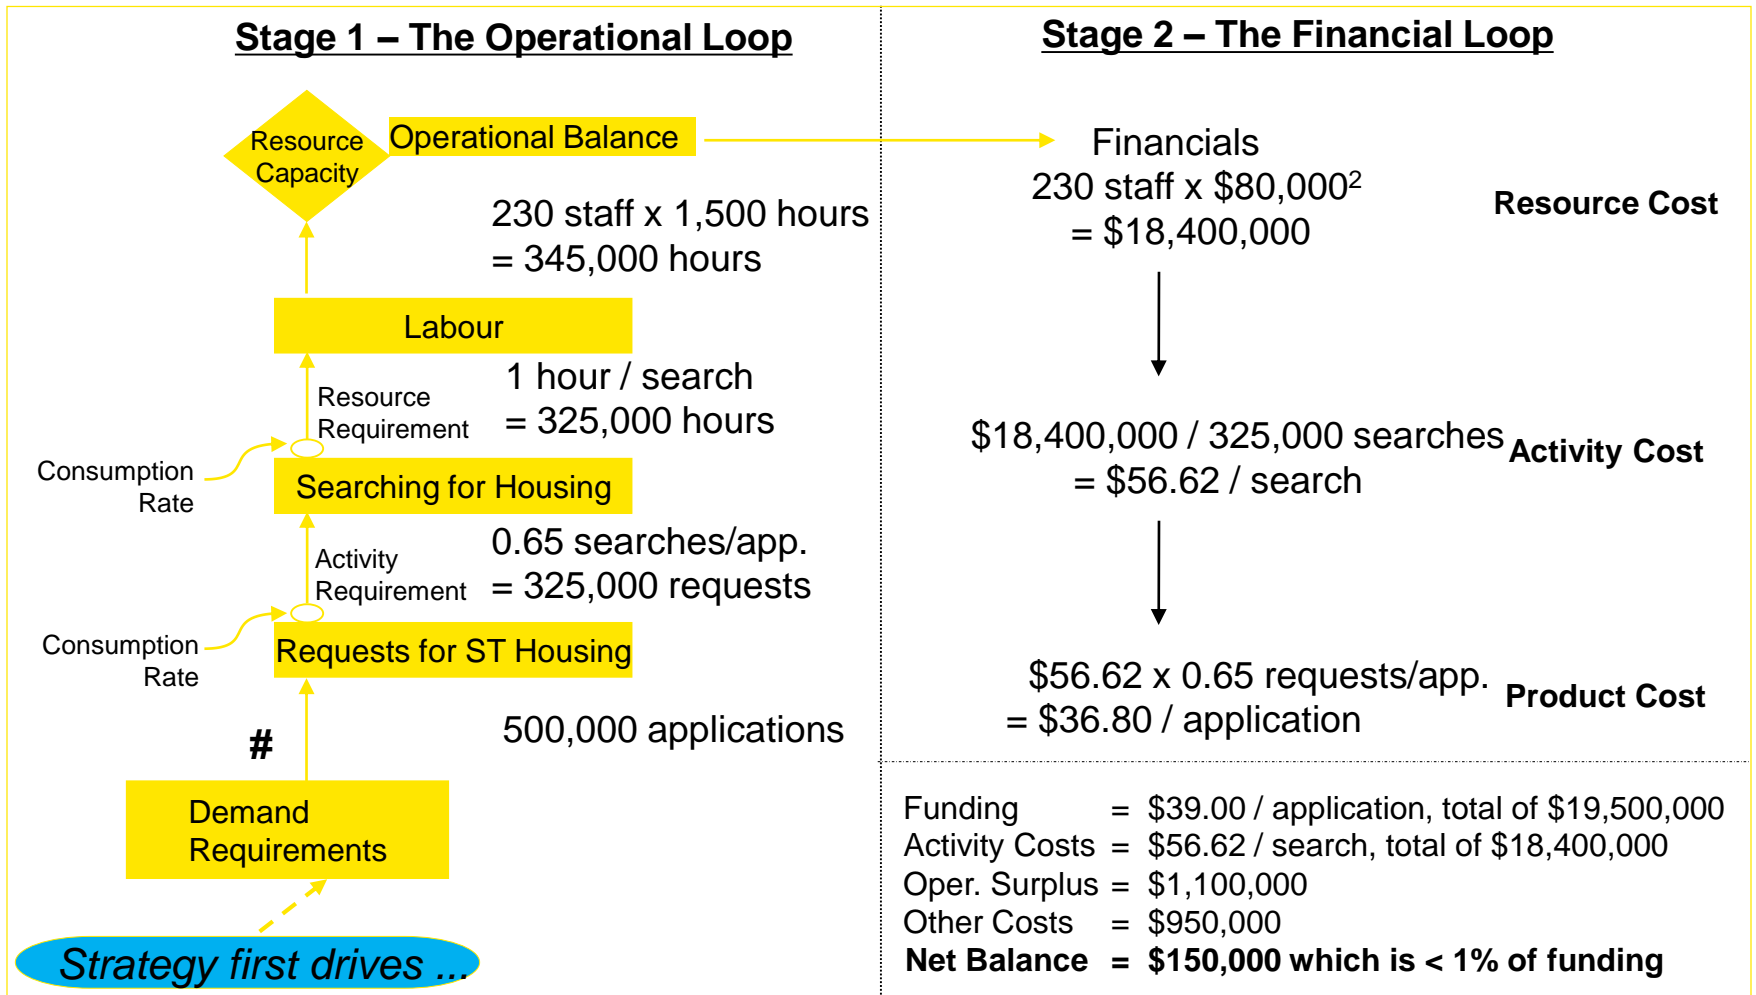 Stage 1 – The Operational Loop
Resource
Capacity
Operational Balance
230 staff x 1,500 hours
= 345,000 hours
Labour
Resource
Requirement
1 hour / search
= 325,000 hours
Consumption
Rate
Searching for Housing
Activity
Requirement
0.65 searches/app.
= 325,000 requests
Consumption
Rate
Requests for ST Housing
#
500,000 applications
Demand
Requirements
Strategy first drives ...
Stage 2 – The Financial Loop
Financials
230 staff x $80,000²
= $18,400,000
Resource Cost
$18,400,000 / 325,000 searches
= $56.62 / search
Activity Cost
$56.62 x 0.65 requests/app.
= $36.80 / application
Product Cost
Funding = $39.00 / application, total of $19,500,000
Activity Costs = $56.62 / search, total of $18,400,000
Oper. Surplus = $1,100,000
Other Costs = $950,000
Net Balance = $150,000 which is < 1% of funding